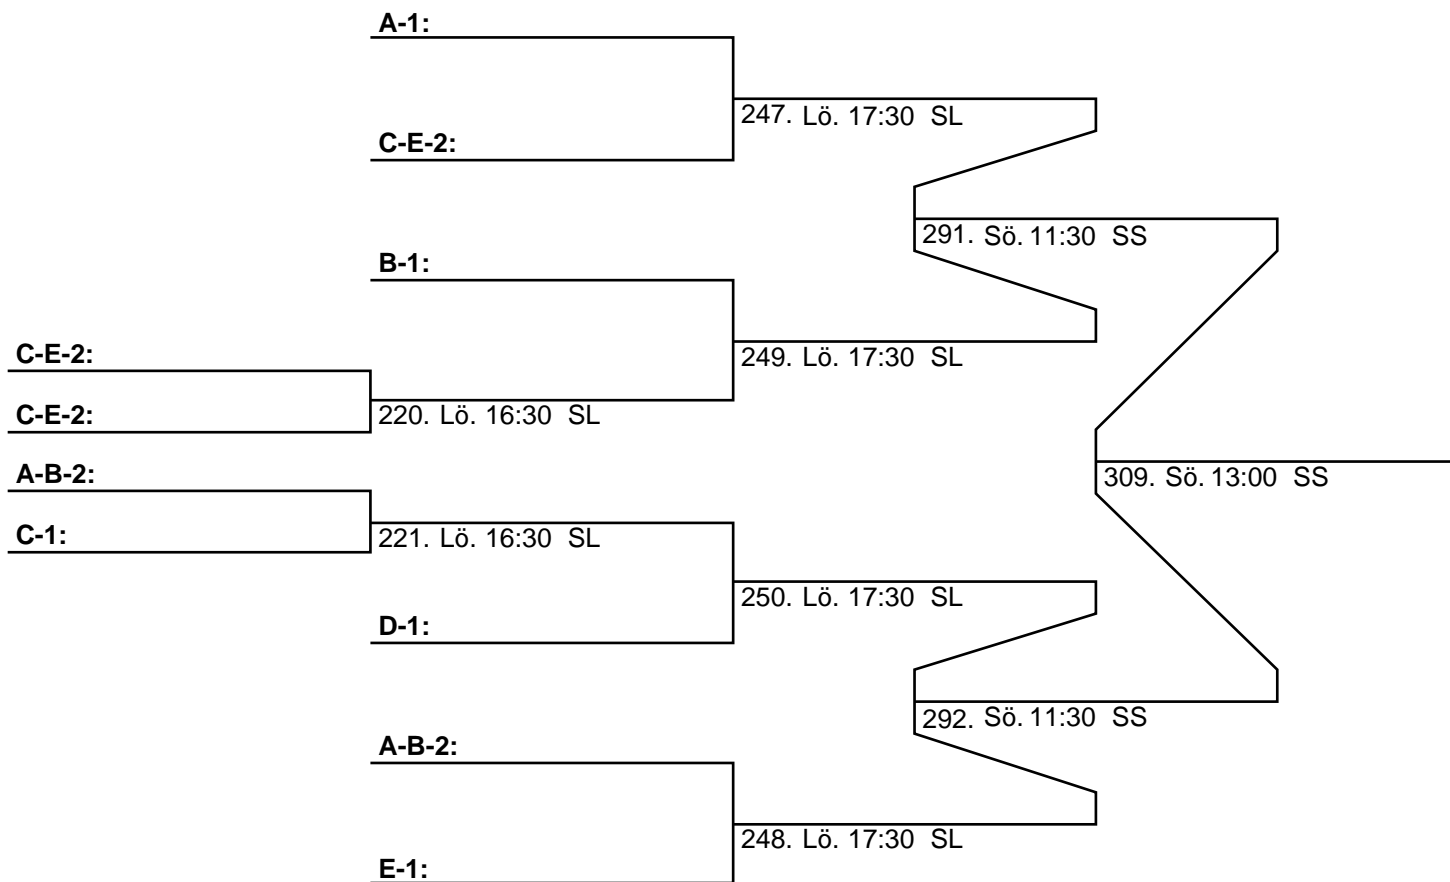 A-1:
247. Lö. 17:30 SL
C-E-2:
291. Sö. 11:30 SS
B-1:
C-E-2:
249. Lö. 17:30 SL
C-E-2:
220. Lö. 16:30 SL
A-B-2:
309. Sö. 13:00 SS
C-1:
221. Lö. 16:30 SL
250. Lö. 17:30 SL
D-1:
292. Sö. 11:30 SS
A-B-2:
248. Lö. 17:30 SL
E-1: